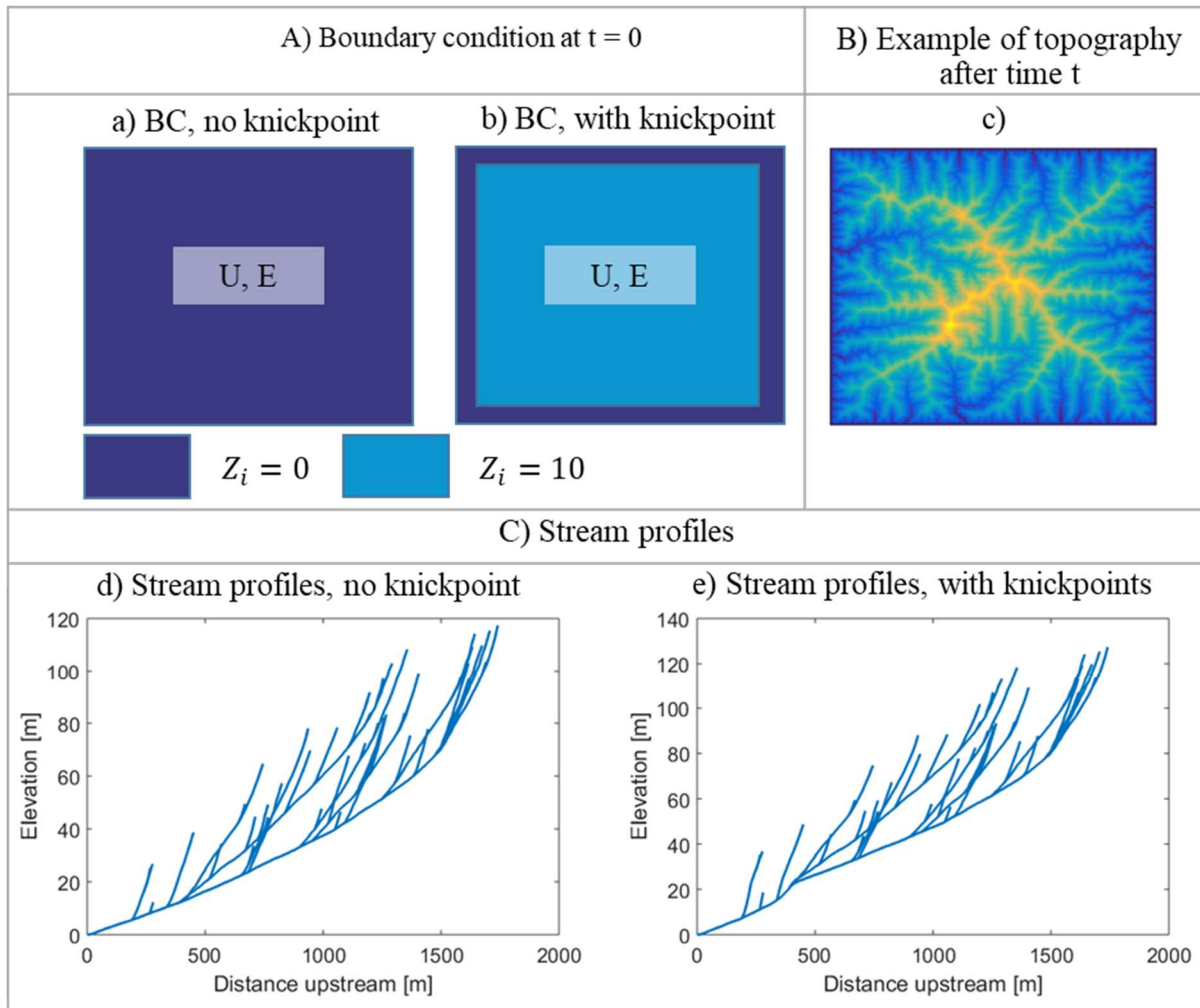 A) Boundary condition at t = 0
B) Example of topography
after time t
a) BC, no knickpoint
b) BC, with knickpoint
c)
U, E
U, E
Z_i = 0
Z_i = 10
C) Stream profiles
d) Stream profiles, no knickpoint
e) Stream profiles, with knickpoints
120
100
80
60
40
20
0
Elevation [m]
0 500 1000 1500 2000
Distance upstream [m]
140
120
100
80
60
40
20
0
Elevation [m]
0 500 1000 1500 2000
Distance upstream [m]